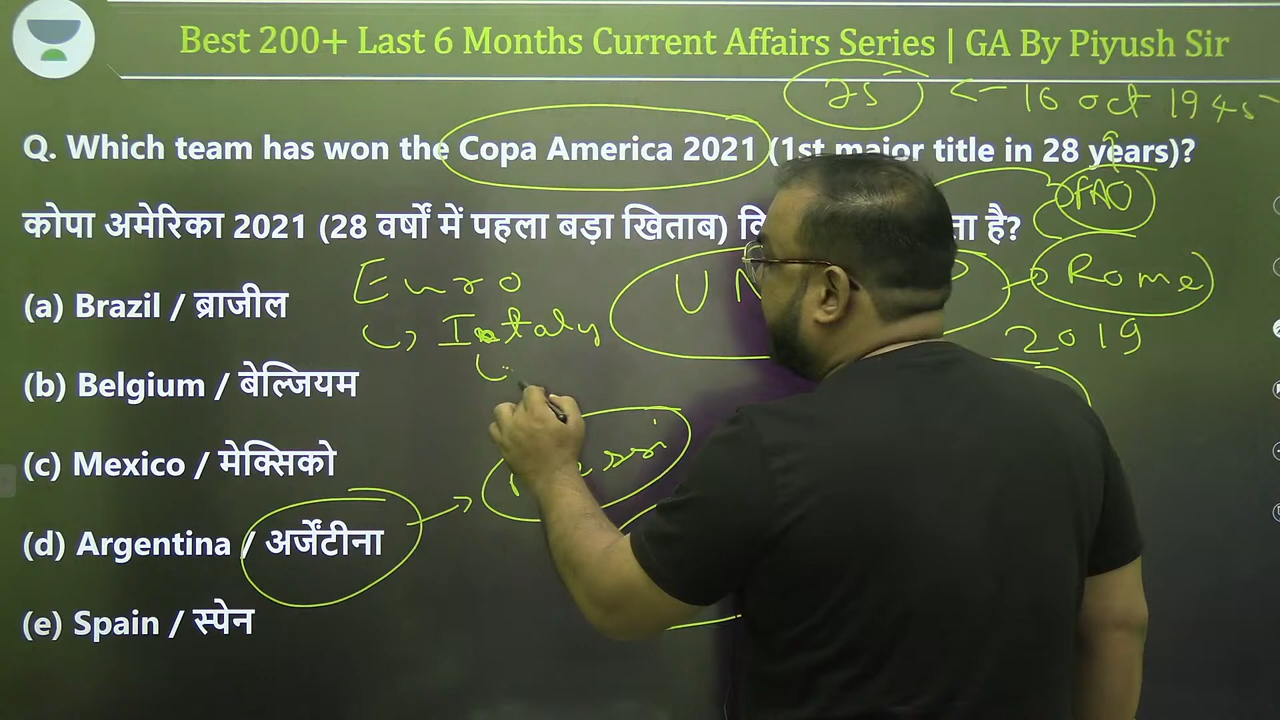 Best 200+ Last 6 Months Current Affairs Series | GA By Piyush Sir
25 ← 16 oct 1945
Q. Which team has won the Copa America 2021 (1st major title in 28 years)?
FAO
कोपा अमेरिका 2021 (28 वर्षों में पहला बड़ा खिताब) है?
Euro
Rome
(a) Brazil / ब्राजील
2019
(b) Belgium / बेल्जियम
(c) Mexico / मेक्सिको
(d) Argentina / अर्जेंटीना
(e) Spain / स्पेन